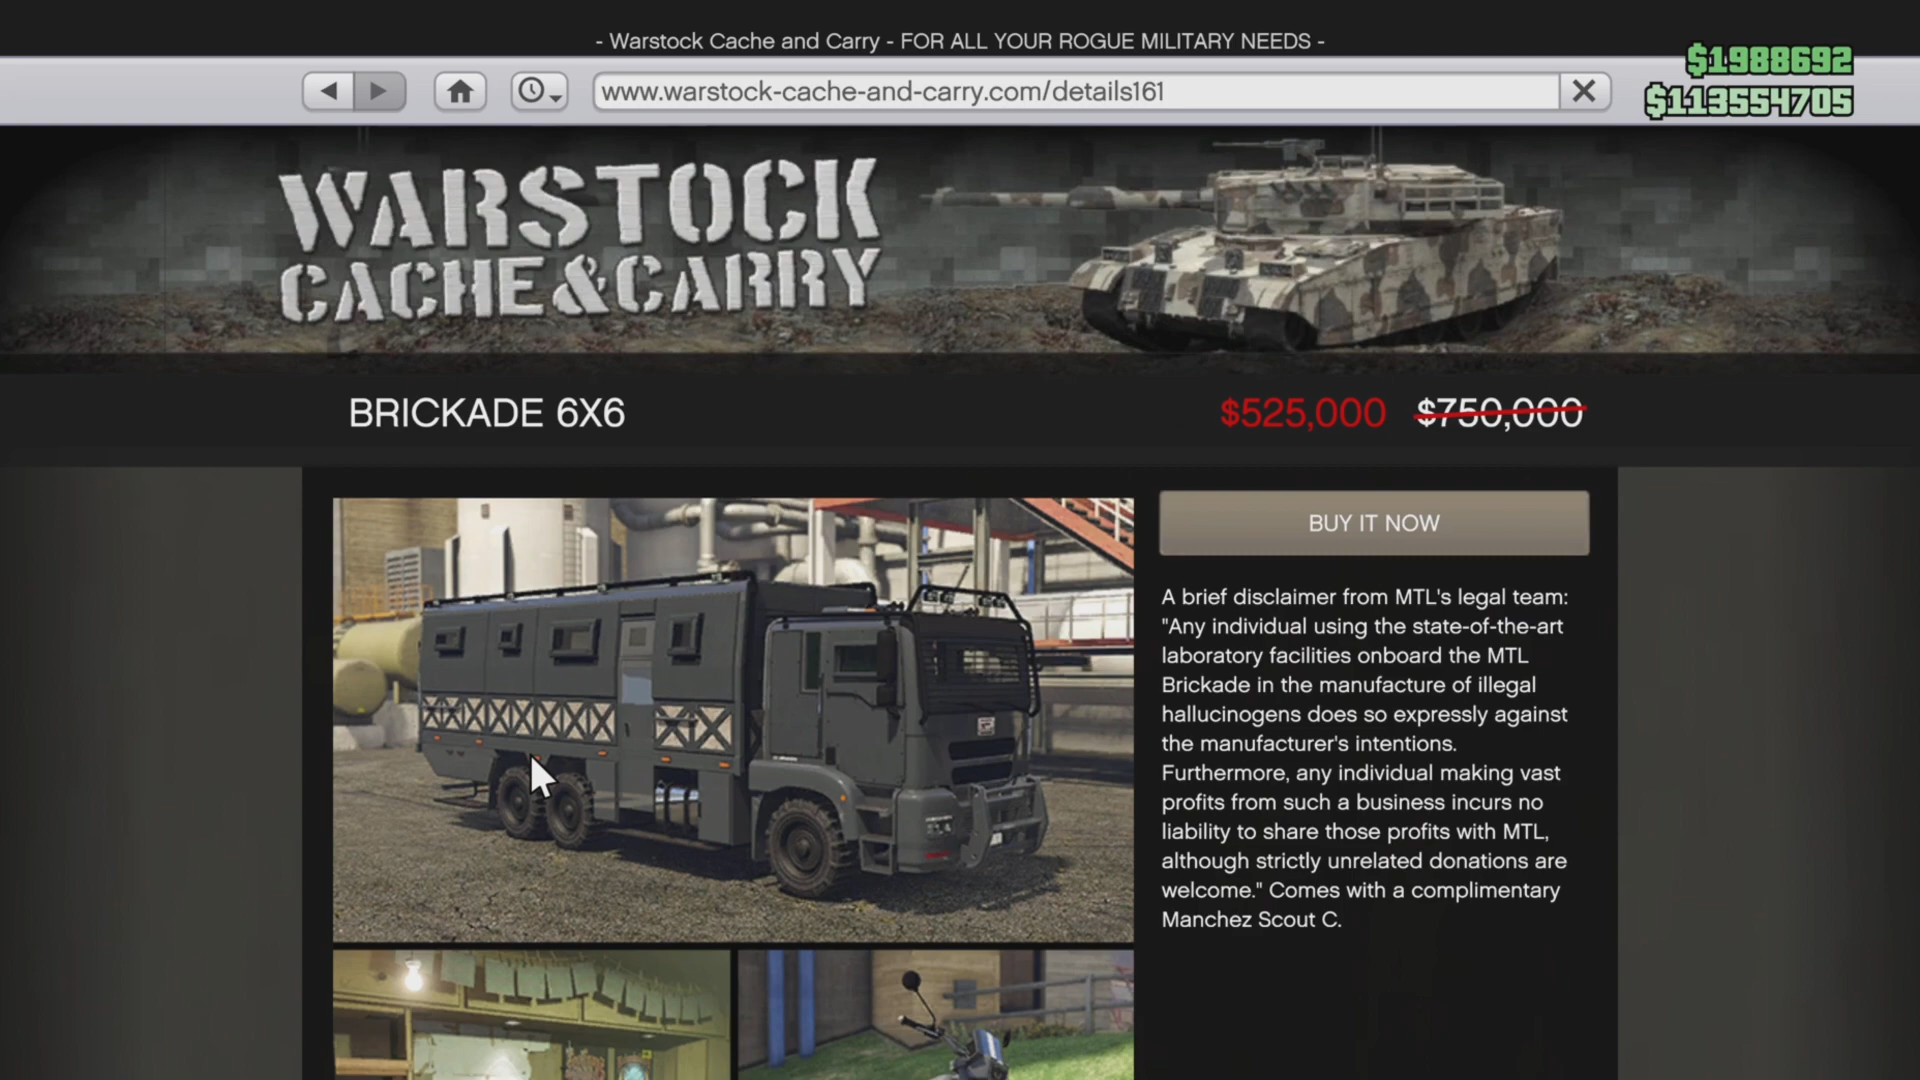 - Warstock Cache and Carry - FOR ALL YOUR ROGUE MILITARY NEEDS -
$1988692
www.warstock-cache-and-carry.com/details161
$113554705
WARSTOCK
CACHE&CARRY
BRICKADE 6X6
$525,000 $750,000
BUY IT NOW
A brief disclaimer from MTL's legal team:
"Any individual using the state-of-the-art
laboratory facilities onboard the MTL
Brickade in the manufacture of illegal
hallucinogens does so expressly against
the manufacturer's intentions.
Furthermore, any individual making vast
profits from such a business incurs no
liability to share those profits with MTL,
although strictly unrelated donations are
welcome." Comes with a complimentary
Manchez Scout C.